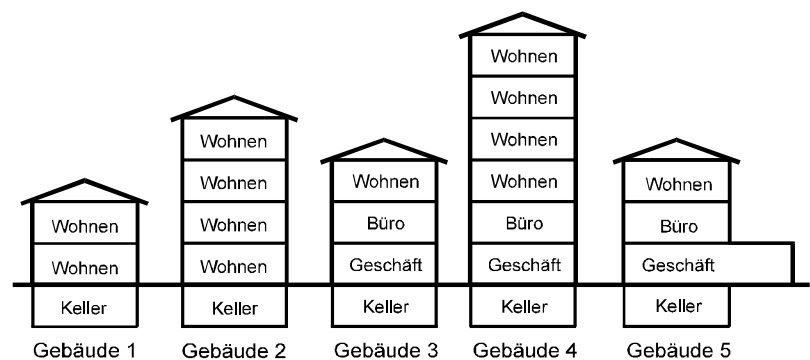 Wohnen
Wohnen
Keller
Gebäude 1
Wohnen
Wohnen
Wohnen
Wohnen
Keller
Gebäude 2
Wohnen
Büro
Geschäft
Keller
Gebäude 3
Wohnen
Wohnen
Wohnen
Wohnen
Büro
Geschäft
Keller
Gebäude 4
Wohnen
Büro
Geschäft
Keller
Gebäude 5